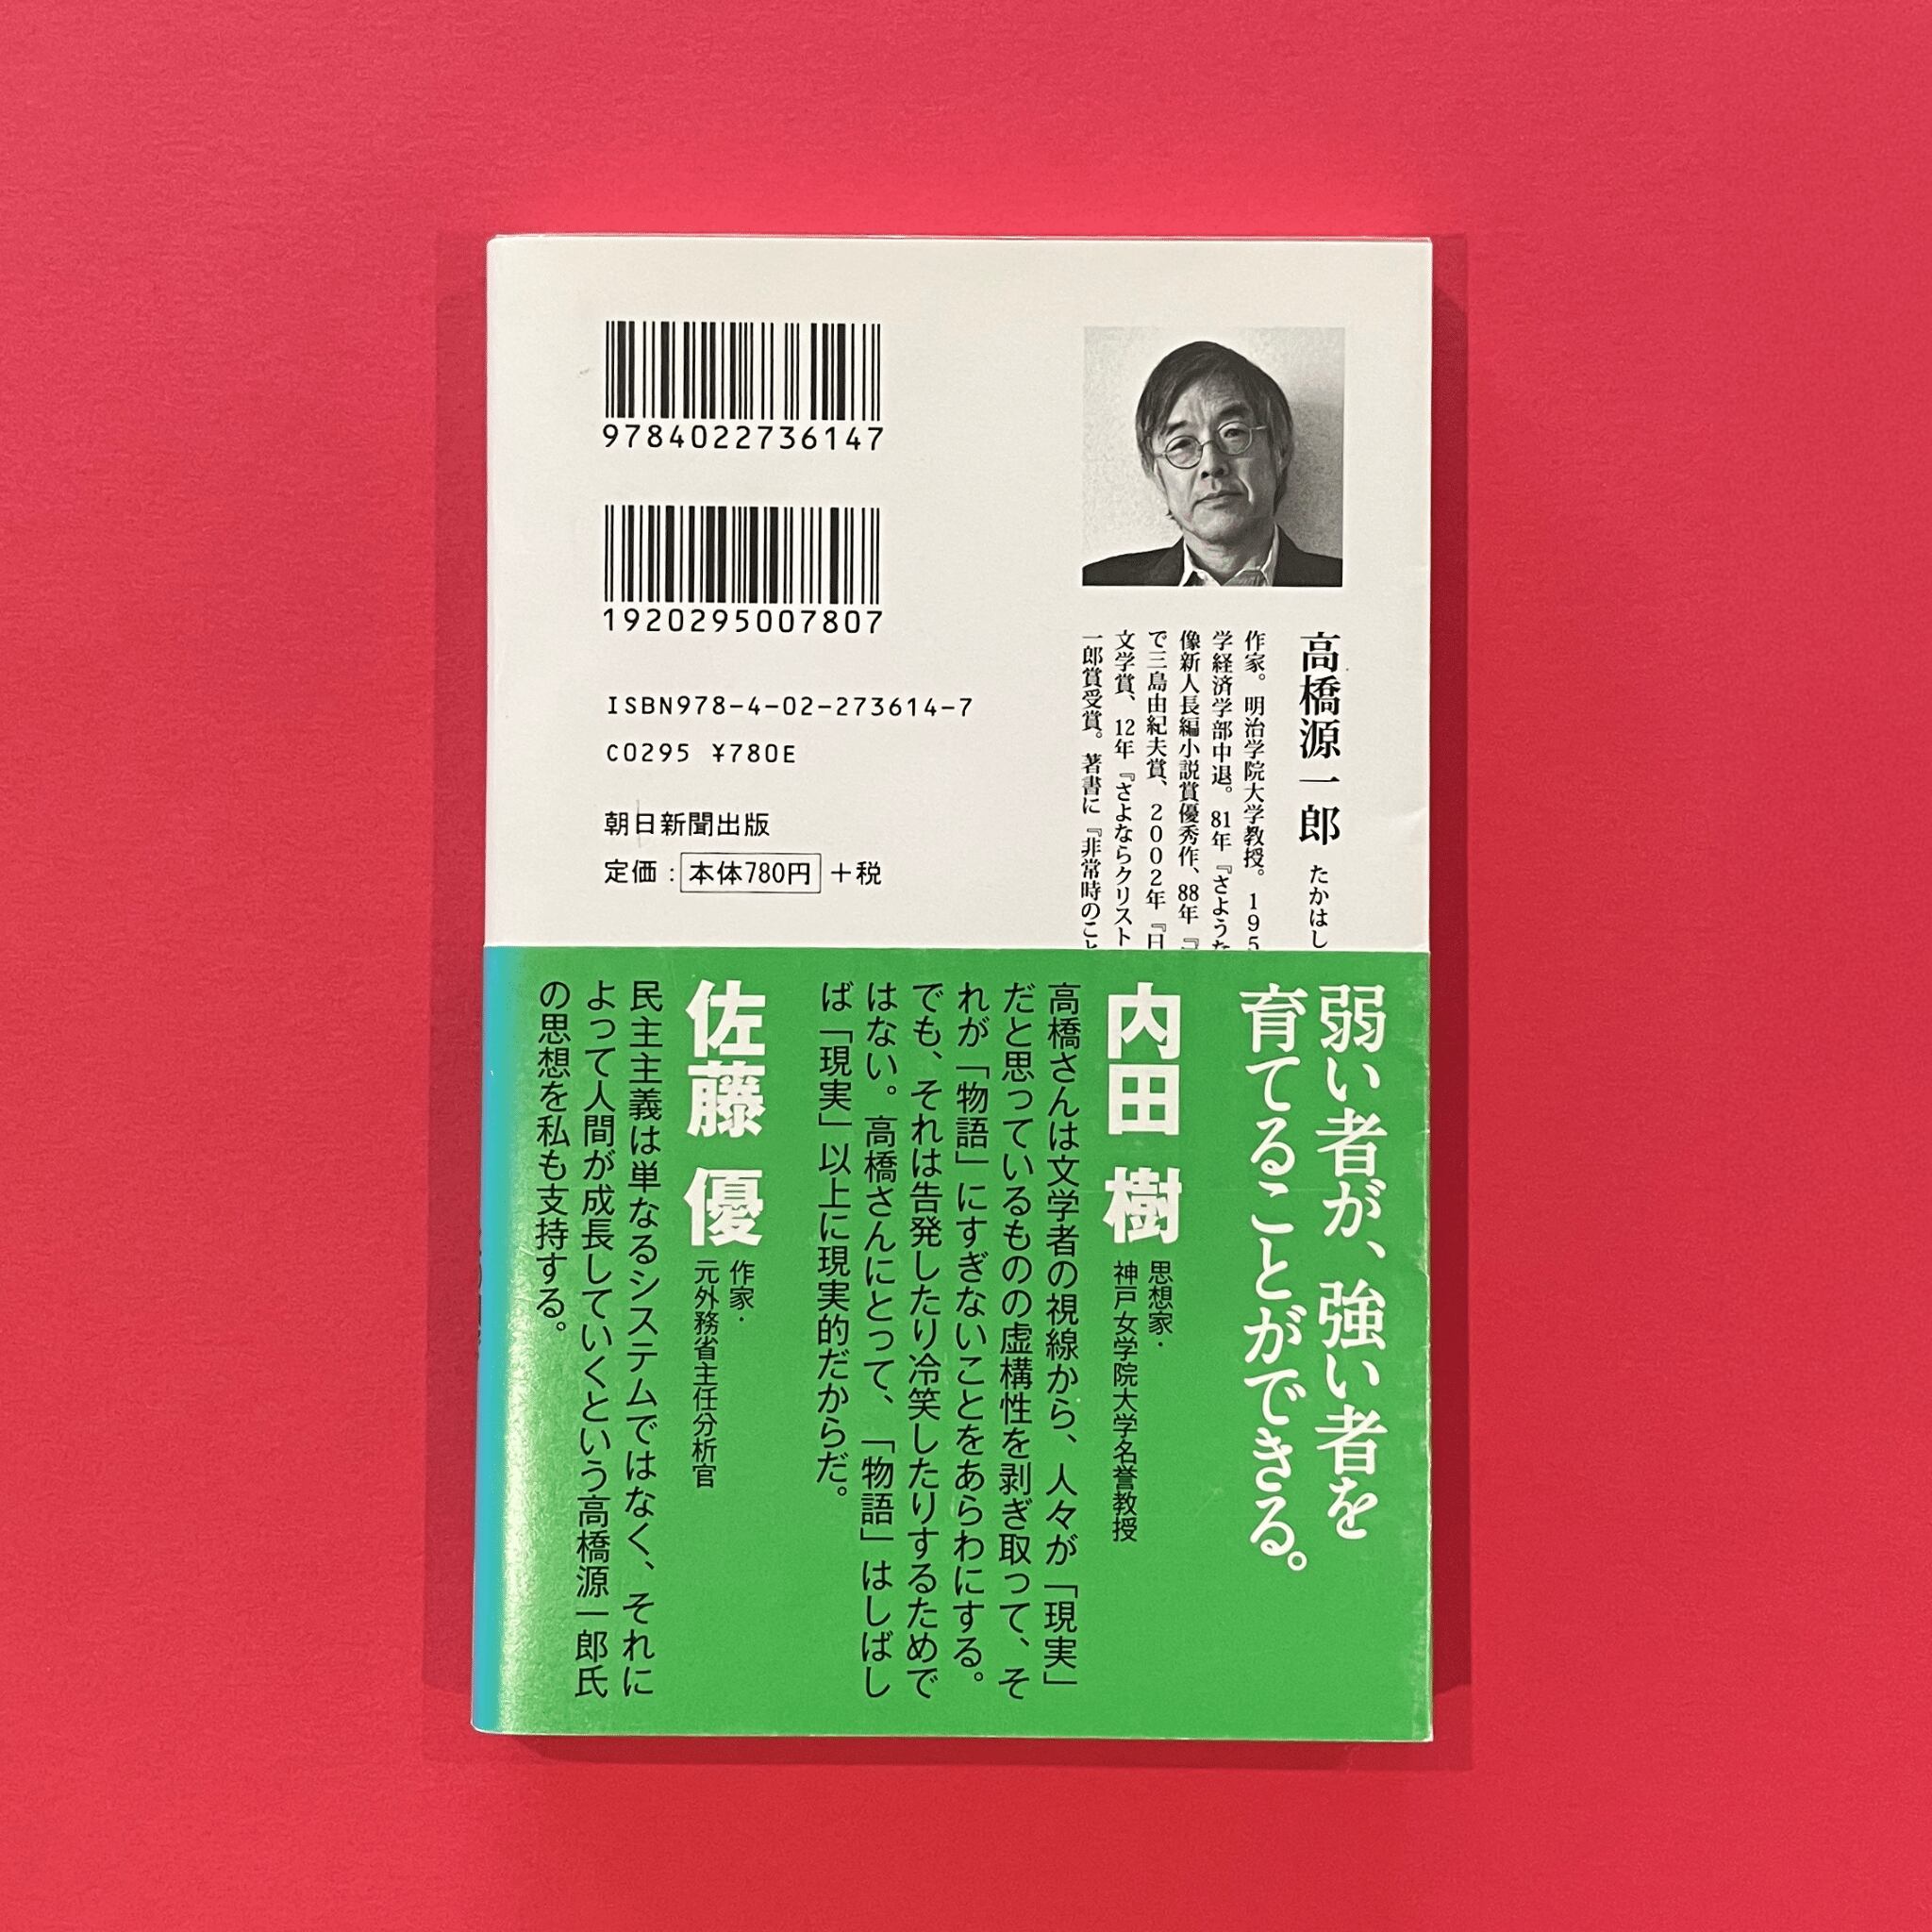 9784022736147
1920295007807
ISBN978-4-02-273614-7
C0295 ¥780E
朝日新聞出版
定価:本体780円+税
高橋源一郎 たかはし
作家。明治学院大学教授。195
学経済学部中退。81年『さような
像新人長編小説賞優秀作、88年『
で三島由紀夫賞、2002年『日
文学賞、12年『さよならクリスト
一郎賞受賞。著書に『非常時のこと
弱い者が、強い者を
育てることができる。
内田 樹
思想家・
神戸女学院大学名誉教授
高橋さんは文学者の視線から、人々が「現実」
だと思っているものの虚構性を剥ぎ取って、そ
れが「物語」にすぎないことをあらわにする。
でも、それは告発したり冷笑したりするためで
はない。高橋さんにとって、「物語」はしばし
ば「現実」以上に現実的だからだ。
佐藤 優
作家・
元外務省主任分析官
民主主義は単なるシステムではなく、それに
よって人間が成長していくという高橋源一郎氏
の思想を私も支持する。